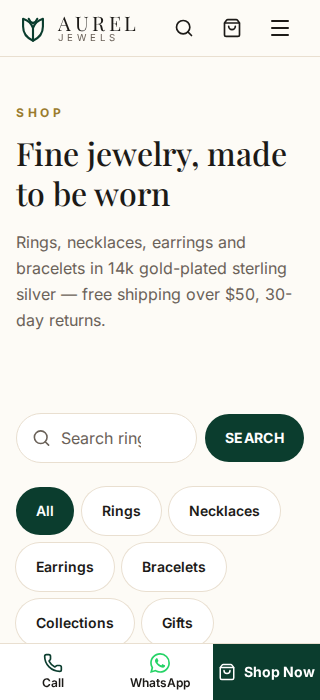 AUREL
JEWELS
SHOP
Fine jewelry, made
to be worn
Rings, necklaces, earrings and
bracelets in 14k gold-plated sterling
silver — free shipping over $50, 30-
day returns.
Search ring
SEARCH
All
Rings
Necklaces
Earrings
Bracelets
Collections
Gifts
Call
WhatsApp
Shop Now